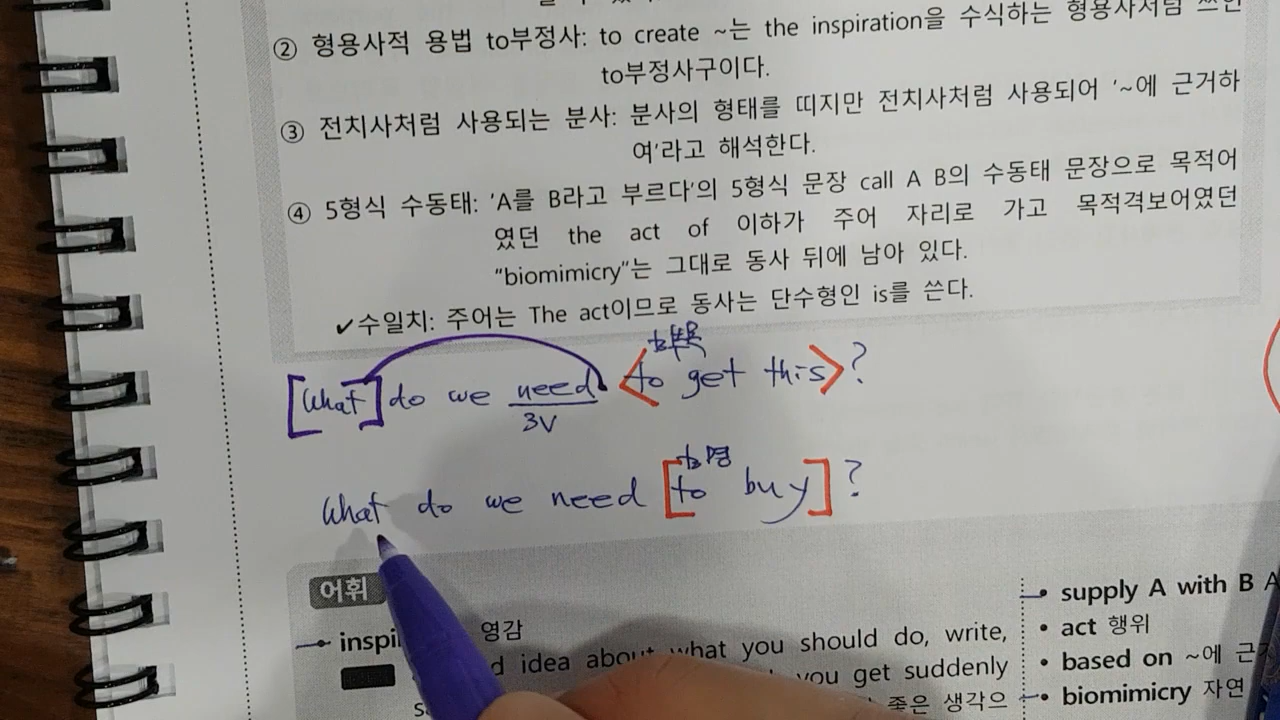 ② 형용사적 용법 to부정사: to create ~는 the inspiration을 수식하는 형용사처럼 쓰인
to부정사구이다.
③ 전치사처럼 사용되는 분사: 분사의 형태를 띠지만 전치사처럼 사용되어 '~에 근거하
여'라고 해석한다.
④ 5형식 수동태: 'A를 B라고 부르다'의 5형식 문장 call A B의 수동태 문장으로 목적어
였던 the act of 이하가 주어 자리로 가고 목적격보어였던
"biomimicry"는 그대로 동사 뒤에 남아 있다.
✔수일치: 주어는 The act이므로 동사는 단수형인 is를 쓴다.
[What] do we need <to get this>?
3V
What do we need [to buy]?
어휘
영감
idea about what you should do, write,
you get suddenly
좋은 생각으
supply A with B
• act 행위
• based on ~에
• biomimicry 자연